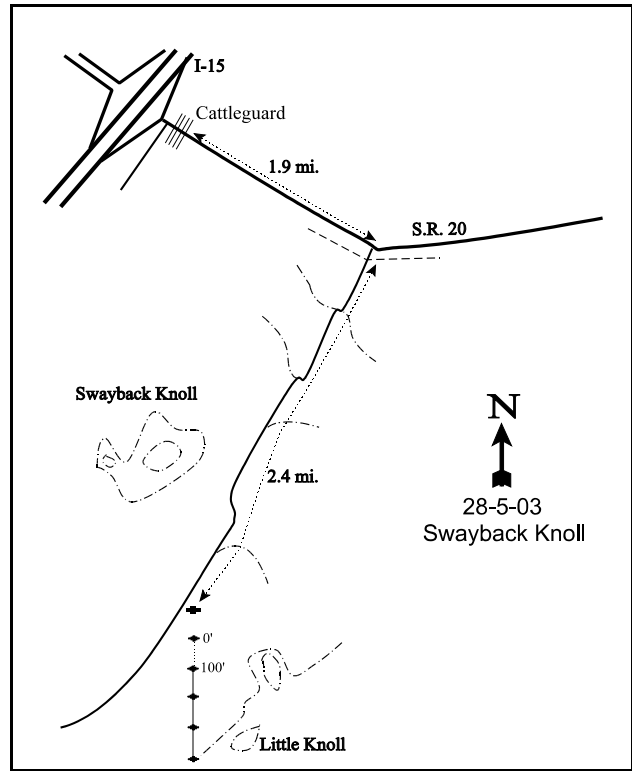 I-15
Cattleguard
1.9 mi.
S.R. 20
Swayback Knoll
N
2.4 mi.
28-5-03
Swayback Knoll
0'
100'
Little Knoll